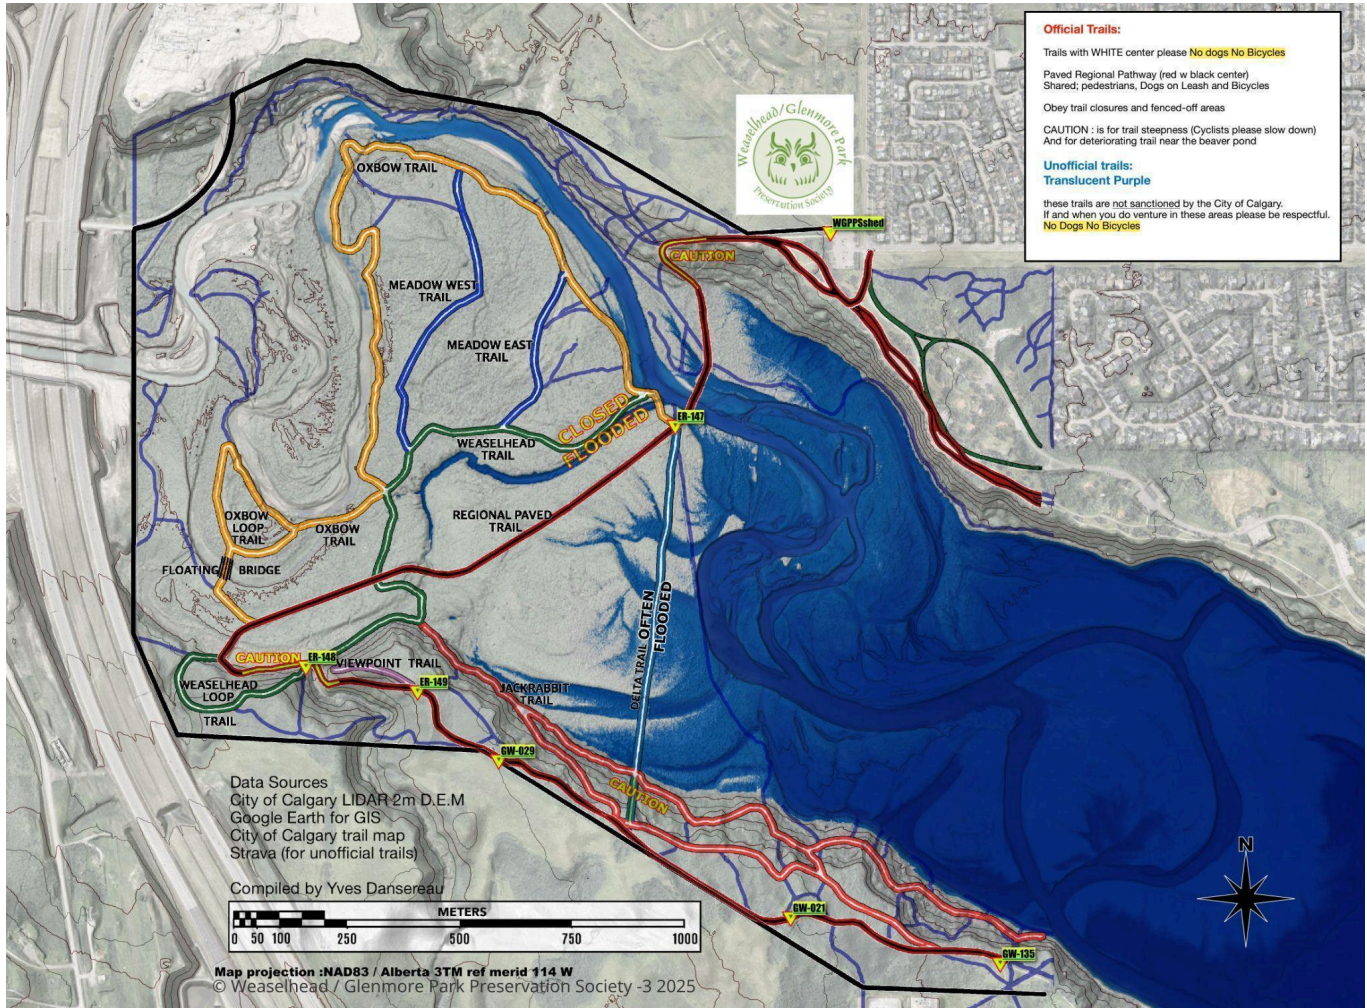 Official Trails:
Trails with WHITE center please No dogs No Bicycles
Paved Regional Pathway (red w black center)
Shared; pedestrians, Dogs on Leash and Bicycles
Obey trail closures and fenced-off areas
CAUTION : is for trail steepness (Cyclists please slow down)
And for deteriorating trail near the beaver pond
Unofficial trails:
Translucent Purple
these trails are not sanctioned by the City of Calgary.
If and when you do venture in these areas please be respectful.
No Dogs No Bicycles
Weaselhead/Glenmore Park
Preservation Society
WGPPSshed
CAUTION
OXBOW TRAIL
MEADOW WEST
TRAIL
MEADOW EAST
TRAIL
CLOSED
FLOODED
ER-147
WEASELHEAD
TRAIL
REGIONAL PAVED
TRAIL
OXBOW
LOOP
TRAIL
OXBOW
TRAIL
FLOATING BRIDGE
DELTA TRAIL OFTEN
FLOODED
CAUTION
ER-148
VIEWPOINT TRAIL
ER-149
WEASELHEAD
LOOP
TRAIL
JACKRABBIT
TRAIL
GW-029
CAUTION
GW-021
GW-135
N
Data Sources
City of Calgary LIDAR 2m D.E.M
Google Earth for GIS
City of Calgary trail map
Strava (for unofficial trails)
Compiled by Yves Dansereau
METERS
0 50 100 250 500 750 1000
Map projection :NAD83 / Alberta 3TM ref merid 114 W
© Weaselhead / Glenmore Park Preservation Society -3 2025